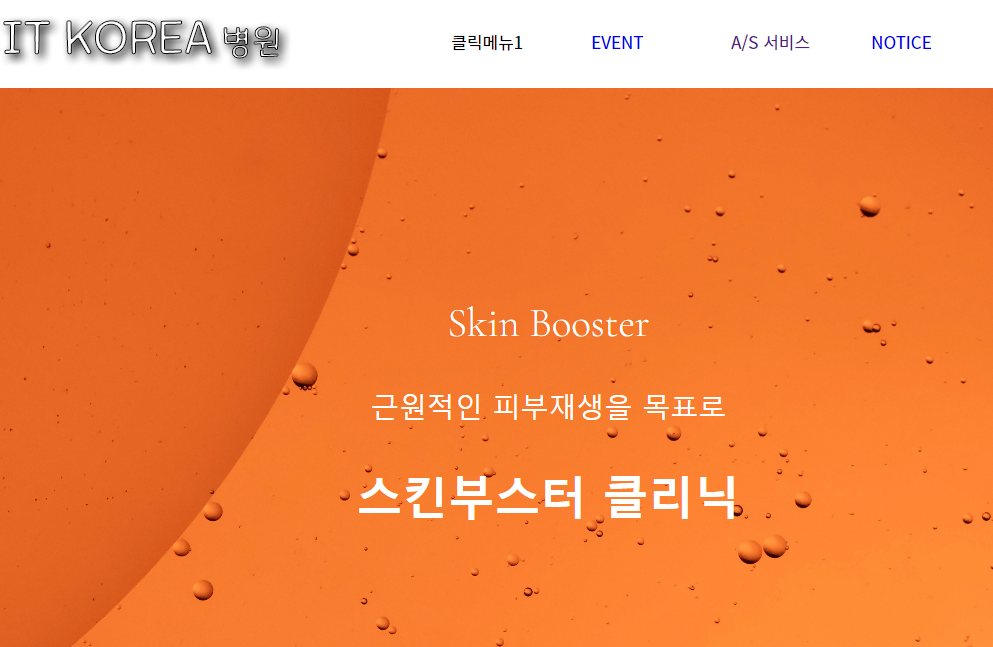 IT KOREA 병원
클릭메뉴1 EVENT A/S 서비스 NOTICE
Skin Booster
근원적인 피부재생을 목표로
스킨부스터 클리닉